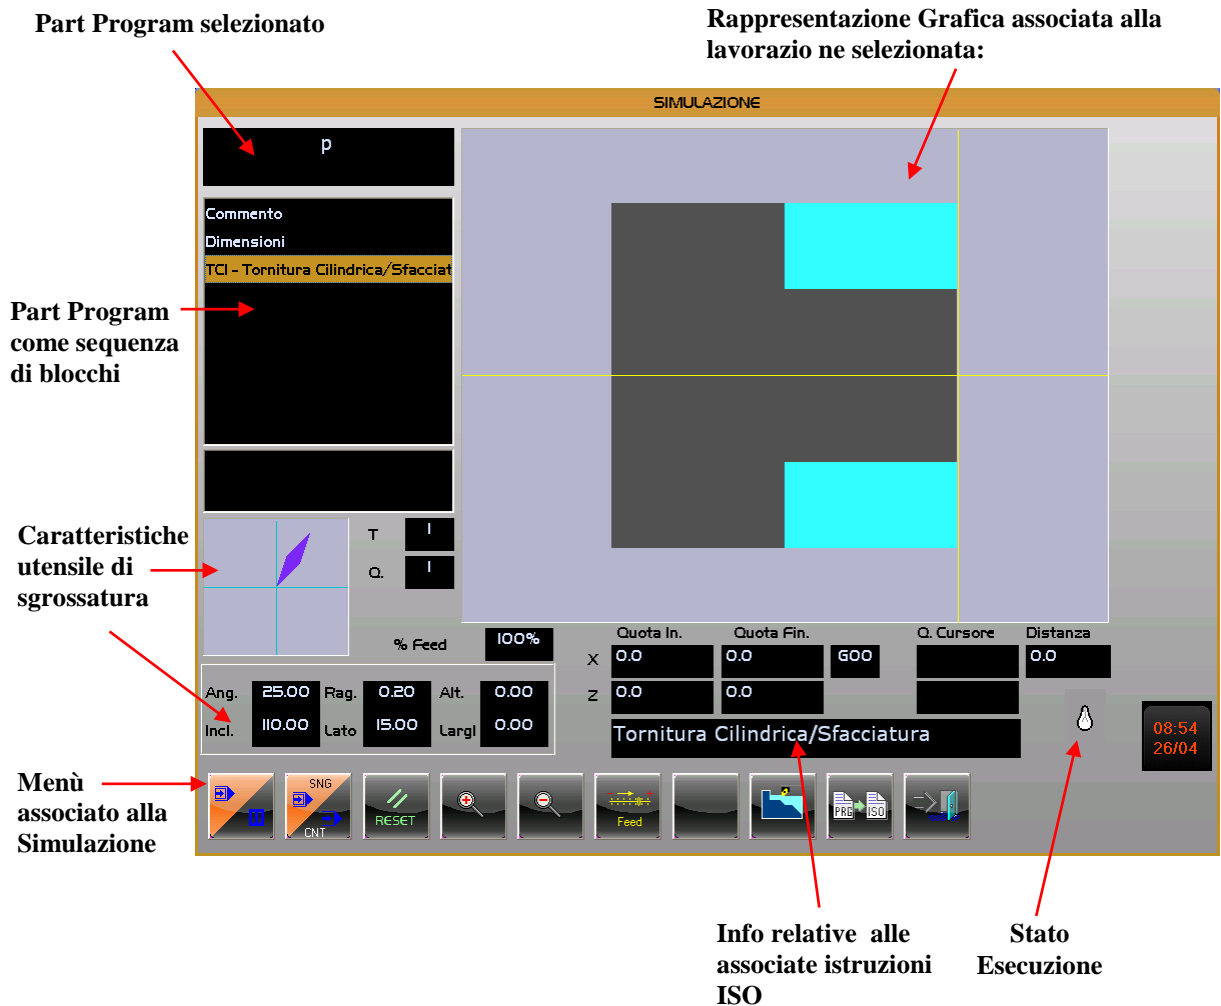 Part Program selezionato
Rappresentazione Grafica associata alla
lavorazio ne selezionata:
SIMULAZIONE
p
Commento
Dimensioni
TCI - Tornitura Cilindrica/Sfacciat
Part Program
come sequenza
di blocchi
Caratteristiche
utensile di
sgrossatura
T 1
Q. 1
% Feed 100%
Quota In. Quota Fin. Q. Cursore Distanza
X 0.0 0.0 G00 0.0
Z 0.0 0.0
Ang. 25.00 Rag. 0.20 Alt. 0.00
Incl. 110.00 Lato 15.00 Largl 0.00
Tornitura Cilindrica/Sfacciatura
08:54
26/04
Menù
associato alla
Simulazione
SNG
CNT
RESET
Feed
PRG ISO
Info relative alle
associate istruzioni
ISO
Stato
Esecuzione